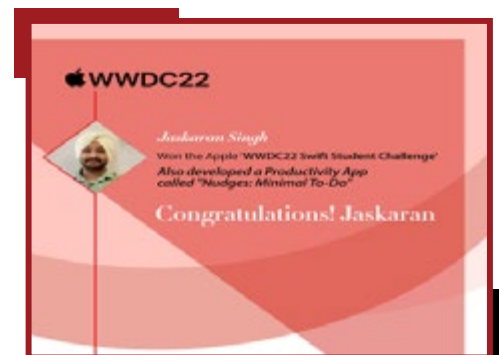 WWDC22
Jaskaran Singh
Won the Apple 'WWDC22 Swift Student Challenge'
Also developed a Productivity App
called "Nudges: Minimal To-Do"
Congratulations! Jaskaran